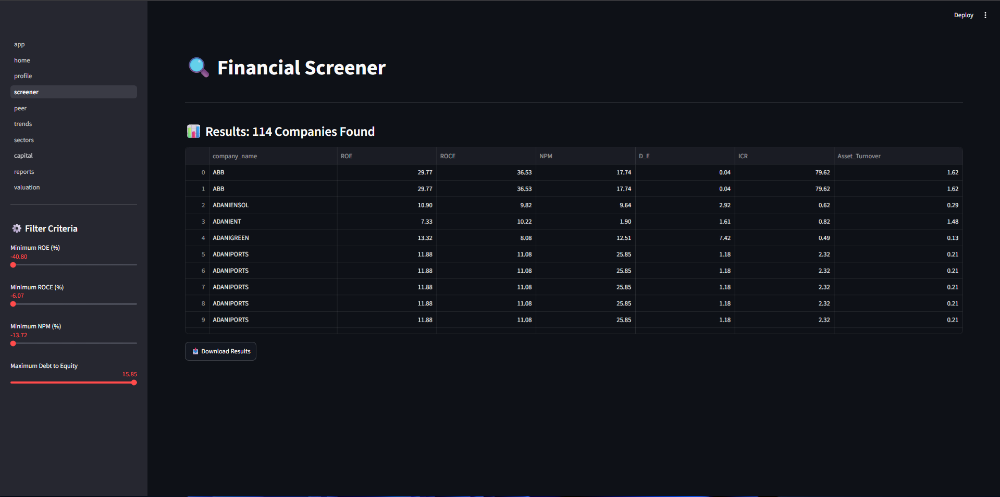 Deploy
app
home
profile
screener
peer
trends
sectors
capital
reports
valuation
Filter Criteria
Minimum ROE (%)
-40.80
Minimum ROCE (%)
-6.07
Minimum NPM (%)
-13.72
Maximum Debt to Equity
15.85
Financial Screener
Results: 114 Companies Found
company_name ROE ROCE NPM D_E ICR Asset_Turnover
0 ABB 29.77 36.53 17.74 0.04 79.62 1.62
1 ABB 29.77 36.53 17.74 0.04 79.62 1.62
2 ADANIENSOL 10.90 9.82 9.64 2.92 0.62 0.29
3 ADANIENT 7.33 10.22 1.90 1.61 0.82 1.48
4 ADANIGREEN 13.32 8.08 12.51 7.42 0.49 0.13
5 ADANIPORTS 11.88 11.08 25.85 1.18 2.32 0.21
6 ADANIPORTS 11.88 11.08 25.85 1.18 2.32 0.21
7 ADANIPORTS 11.88 11.08 25.85 1.18 2.32 0.21
8 ADANIPORTS 11.88 11.08 25.85 1.18 2.32 0.21
9 ADANIPORTS 11.88 11.08 25.85 1.18 2.32 0.21
Download Results